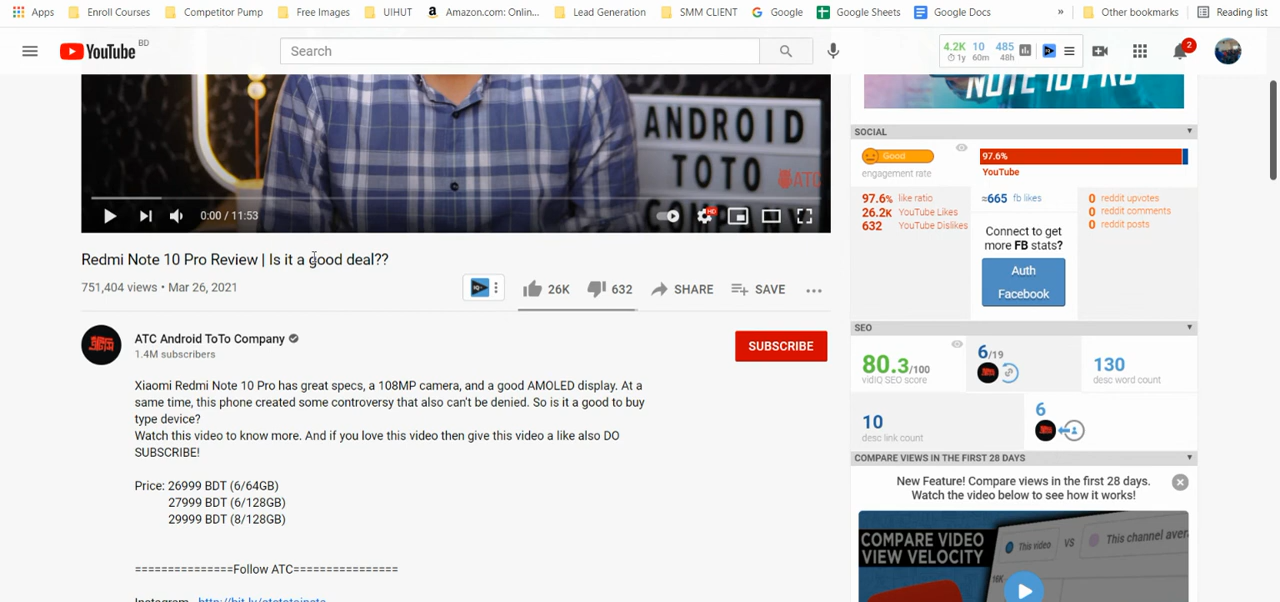 Apps Enroll Courses Competitor Pump Free Images UIHUT Amazon.com: Onlin... Lead Generation SMM CLIENT Google Google Sheets Google Docs » Other bookmarks Reading list
YouTube BD
Search
4.2K 10 485
1y 60m 48h
2
ANDROID
TOTO
ATC
COMPANY
0:00 / 11:53
HD
Redmi Note 10 Pro Review | Is it a good deal??
751,404 views • Mar 26, 2021
26K 632 SHARE SAVE ...
ATC Android ToTo Company
1.4M subscribers
SUBSCRIBE
Xiaomi Redmi Note 10 Pro has great specs, a 108MP camera, and a good AMOLED display. At a
same time, this phone created some controversy that also can't be denied. So is it a good to buy
type device?
Watch this video to know more. And if you love this video then give this video a like also DO
SUBSCRIBE!
Price: 26999 BDT (6/64GB)
27999 BDT (6/128GB)
29999 BDT (8/128GB)
===============Follow ATC================
NOTE 10 PRO
SOCIAL
Good
engagement rate
97.6%
YouTube
97.6% like ratio
26.2K YouTube Likes
632 YouTube Dislikes
≈665 fb likes
Connect to get
more FB stats?
Auth
Facebook
0 reddit upvotes
0 reddit comments
0 reddit posts
SEO
80.3/100
vidIQ SEO score
6/19
130
desc word count
10
desc link count
6
COMPARE VIEWS IN THE FIRST 28 DAYS
New Feature! Compare views in the first 28 days.
Watch the video below to see how it works!
COMPARE VIDEO
VIEW VELOCITY
This video VS This channel aver